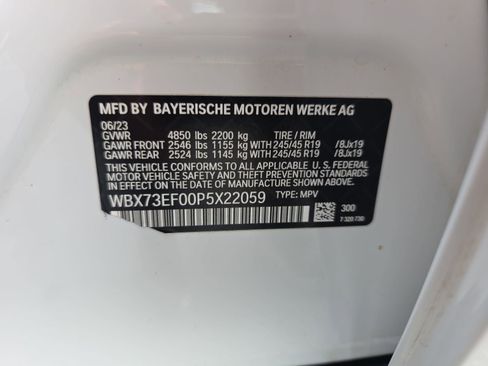 MFD BY BAYERISCHE MOTOREN WERKE AG
06/23
GVWR 4850 lbs 2200 kg TIRE / RIM
GAWR FRONT 2546 lbs 1155 kg WITH 245/45 R19 /8Jx19
GAWR REAR 2524 lbs 1145 kg WITH 245/45 R19 /8Jx19
THIS VEHICLE CONFORMS TO ALL APPLICABLE U. S. FEDERAL
MOTOR VEHICLE SAFETY AND THEFT PREVENTION STANDARDS
IN EFFECT ON THE DATE OF MANUFACTURE SHOWN ABOVE.
WBX73EF00P5X22059 TYPE: MPV
300